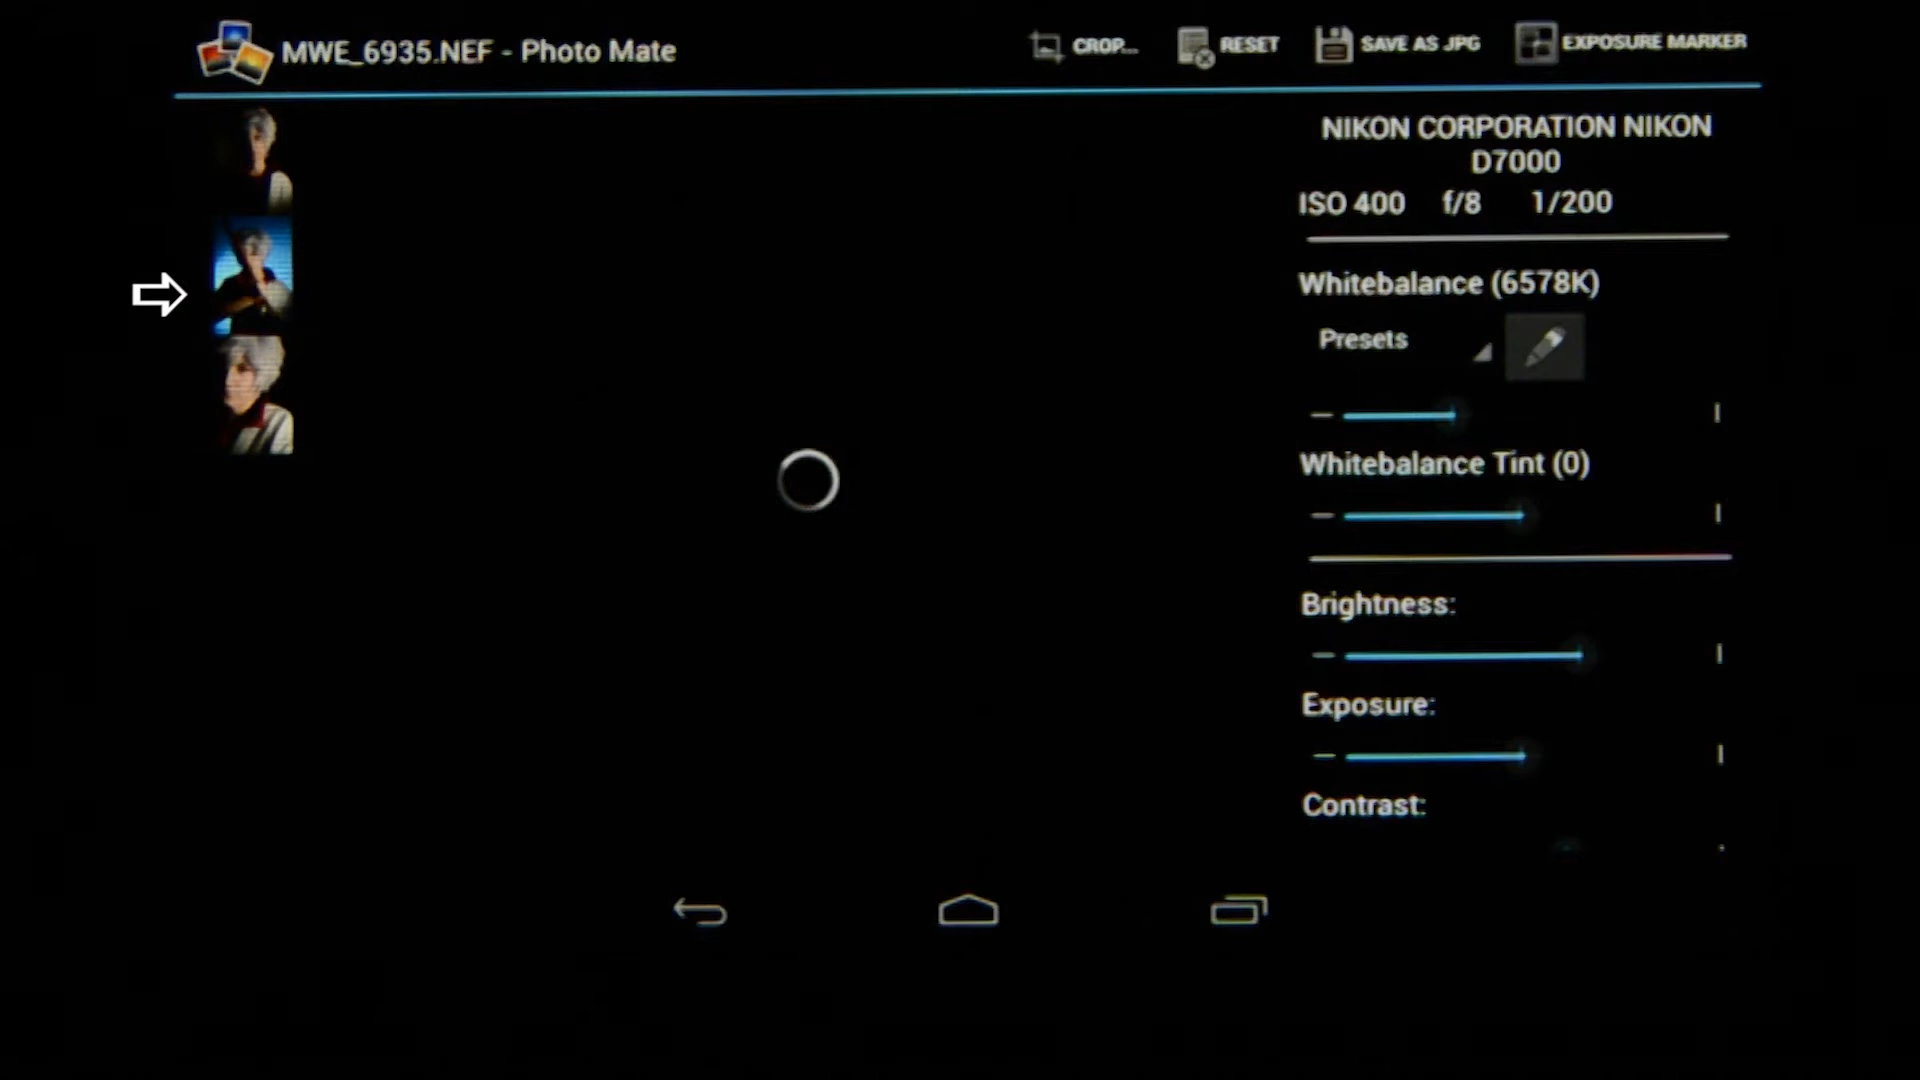 MWE_6935.NEF - Photo Mate
CROP...
RESET
SAVE AS JPG
EXPOSURE MARKER
NIKON CORPORATION NIKON
D7000
ISO 400 f/8 1/200
Whitebalance (6578K)
Presets
Whitebalance Tint (0)
Brightness:
Exposure:
Contrast: